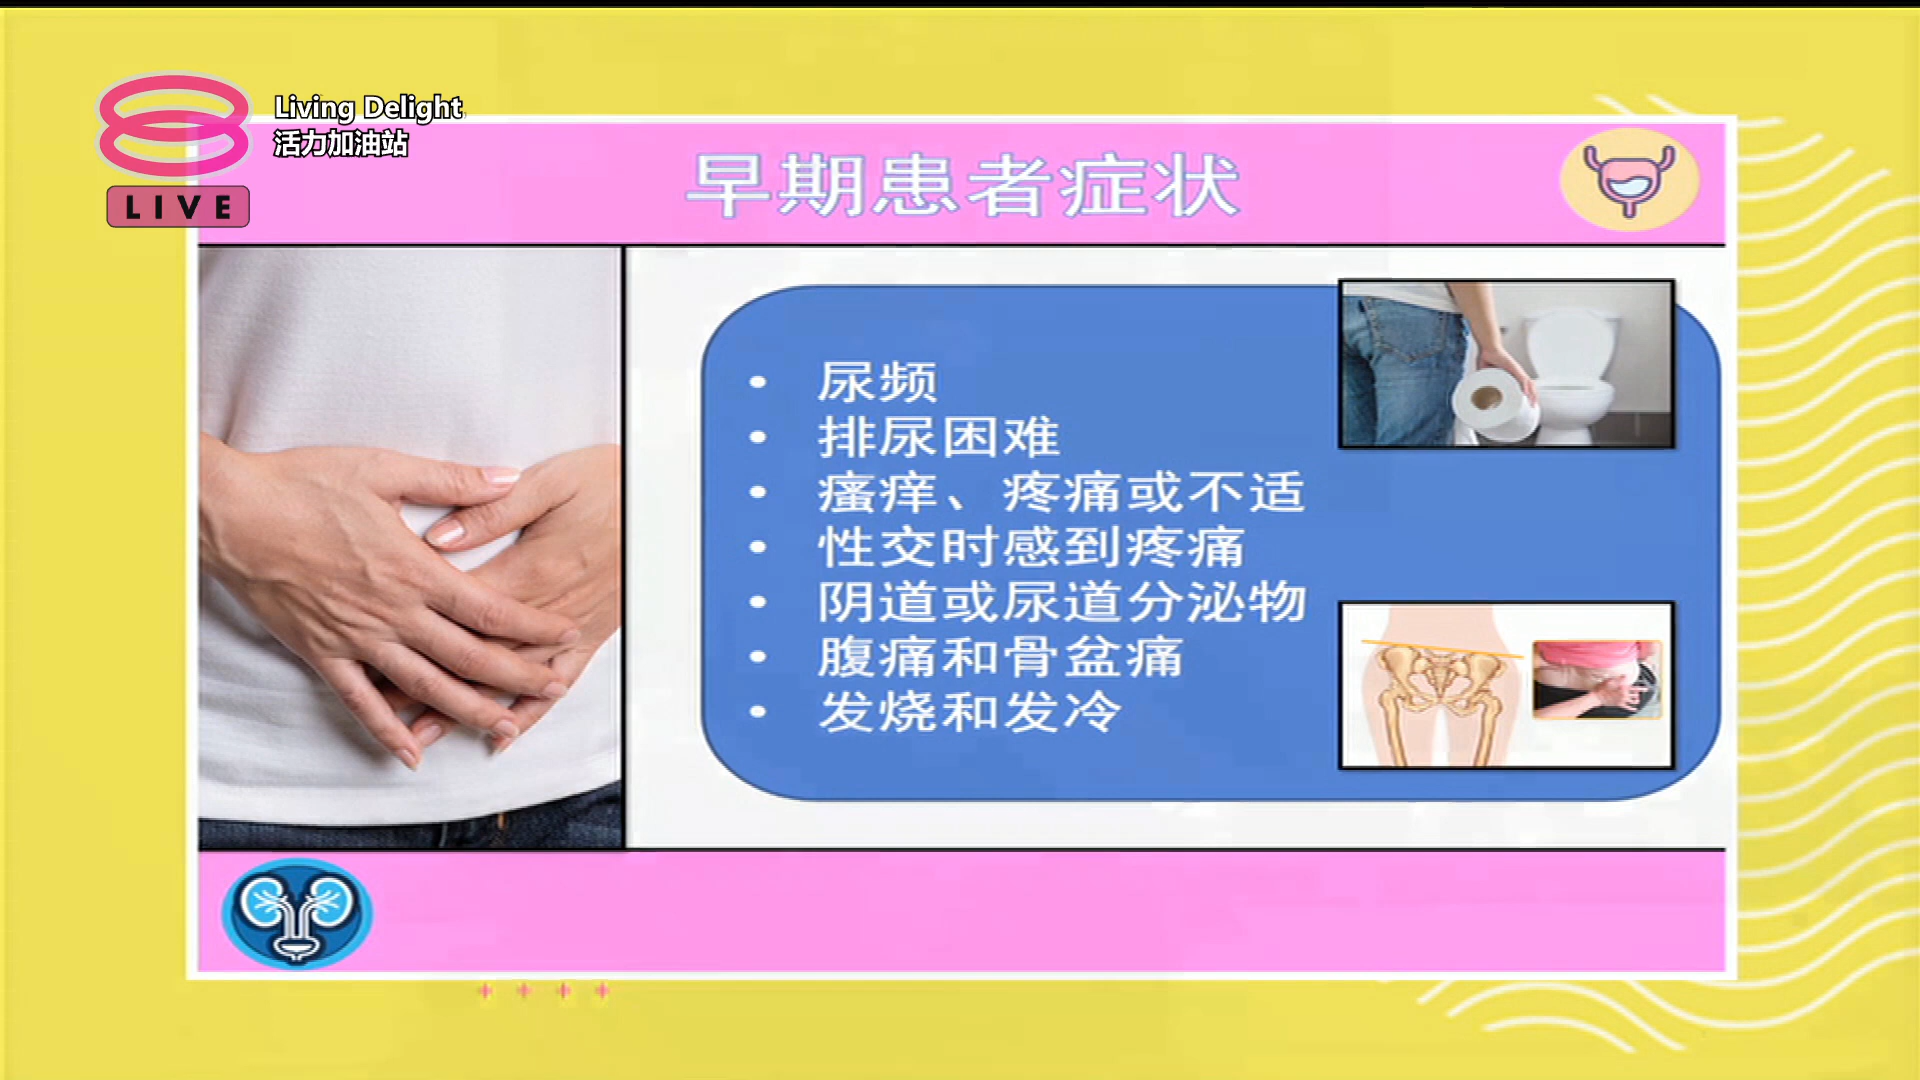 Living Delight
活力加油站
LIVE
早期患者症状
• 尿频
• 排尿困难
• 瘙痒、疼痛或不适
• 性交时感到疼痛
• 阴道或尿道分泌物
• 腹痛和骨盆痛
• 发烧和发冷